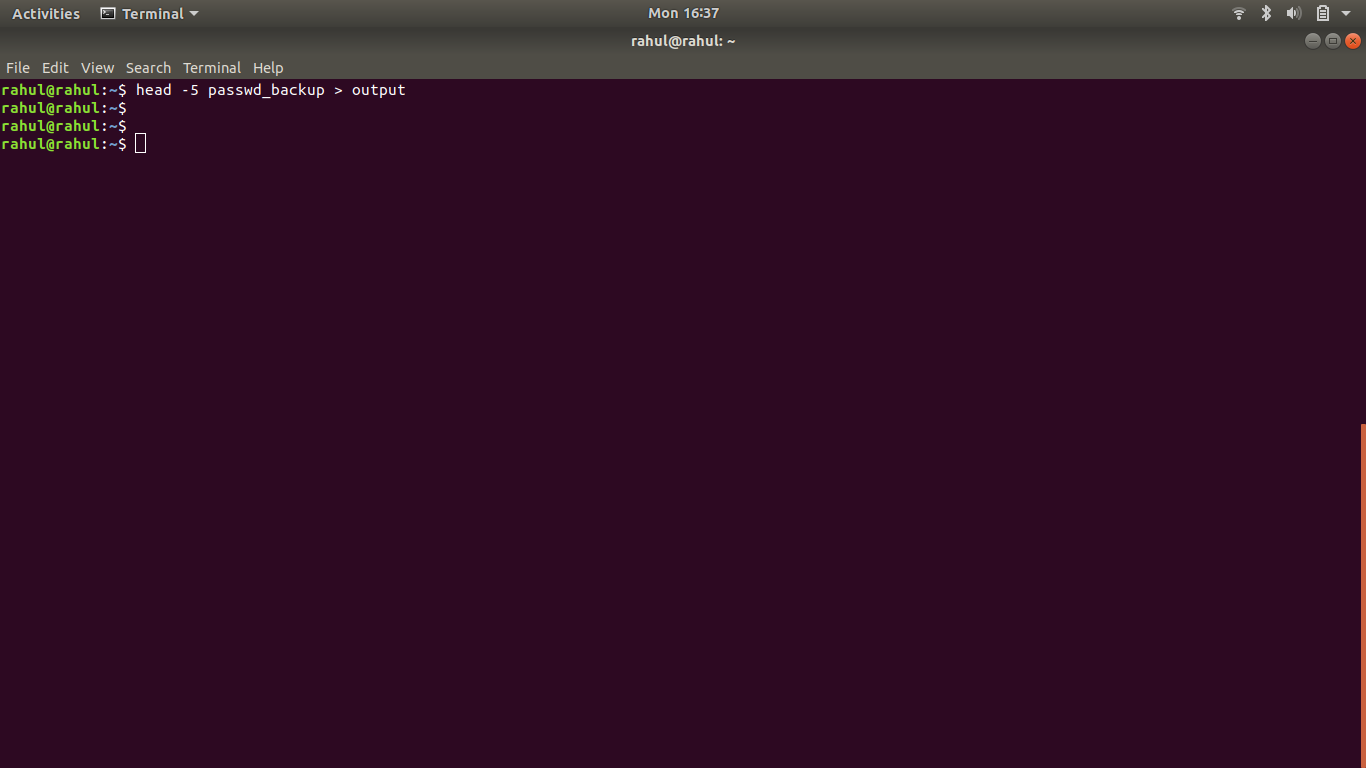 Activities Terminal Mon 16:37
rahul@rahul: ~
File Edit View Search Terminal Help
rahul@rahul:~$ head -5 passwd_backup > output
rahul@rahul:~$
rahul@rahul:~$
rahul@rahul:~$